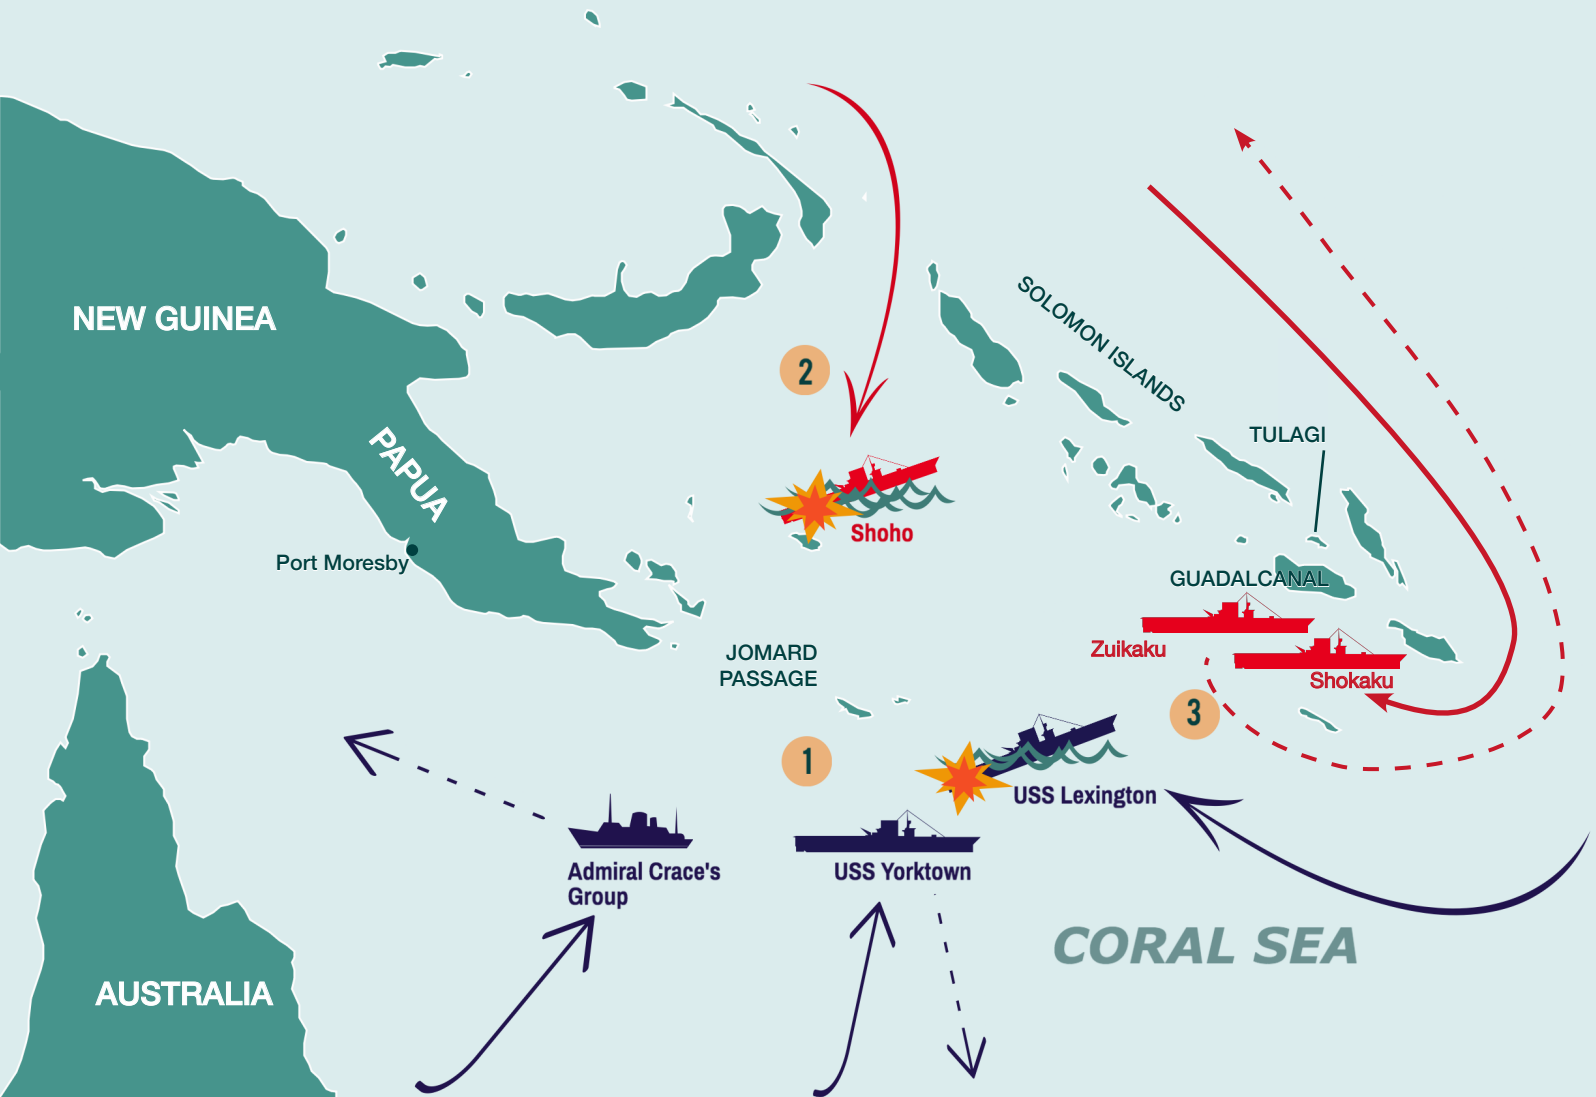 NEW GUINEA
SOLOMON ISLANDS
2
PAPUA
TULAGI
Shoho
Port Moresby
GUADALCANAL
Zuikaku
Shokaku
JOMARD
PASSAGE
3
1
USS Lexington
Admiral Crace's
Group
USS Yorktown
CORAL SEA
AUSTRALIA